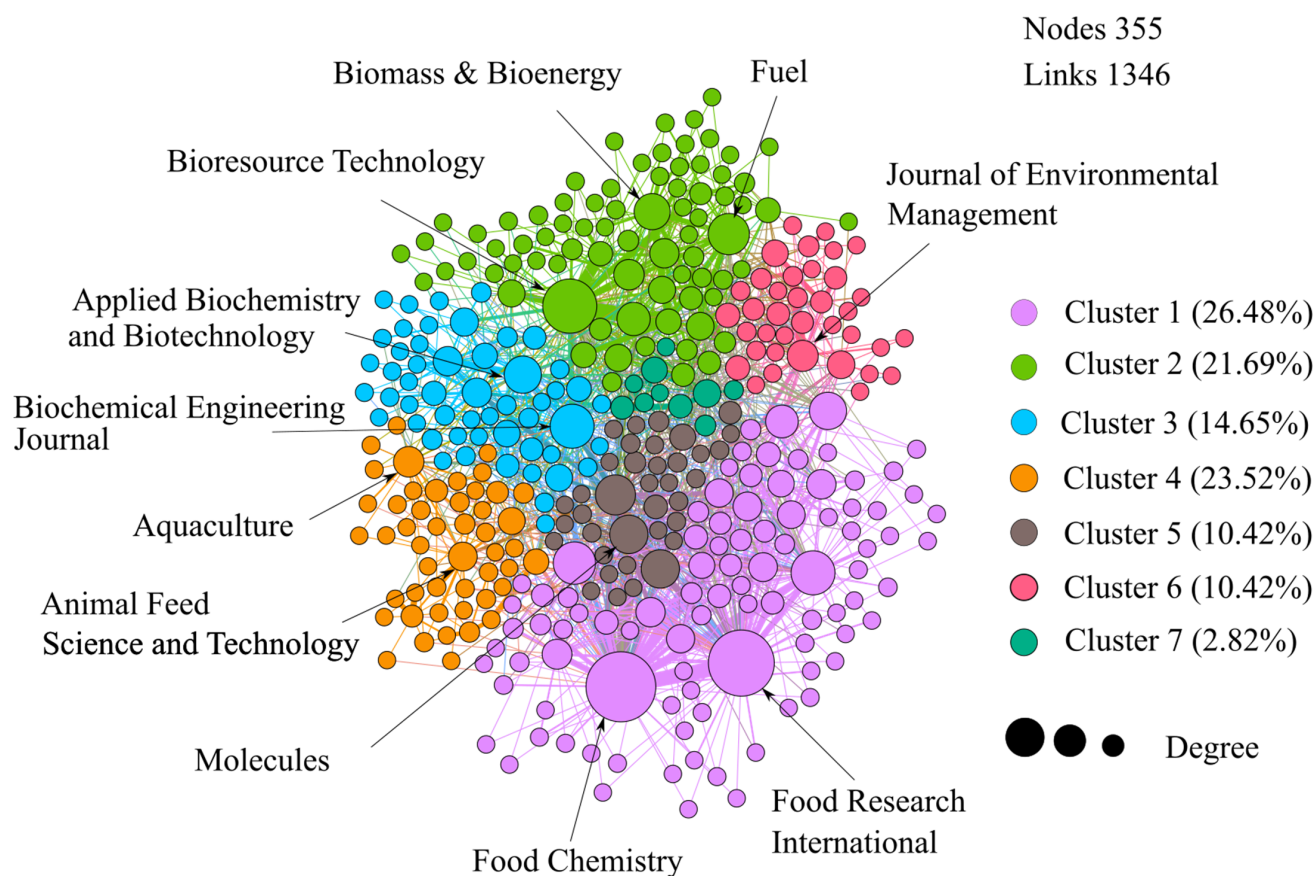 Nodes 355
Links 1346
Biomass & Bioenergy
Fuel
Bioresource Technology
Journal of Environmental
Management
Applied Biochemistry
and Biotechnology
Biochemical Engineering
Journal
Aquaculture
Animal Feed
Science and Technology
Molecules
Food Chemistry
Food Research
International
Cluster 1 (26.48%)
Cluster 2 (21.69%)
Cluster 3 (14.65%)
Cluster 4 (23.52%)
Cluster 5 (10.42%)
Cluster 6 (10.42%)
Cluster 7 (2.82%)
Degree